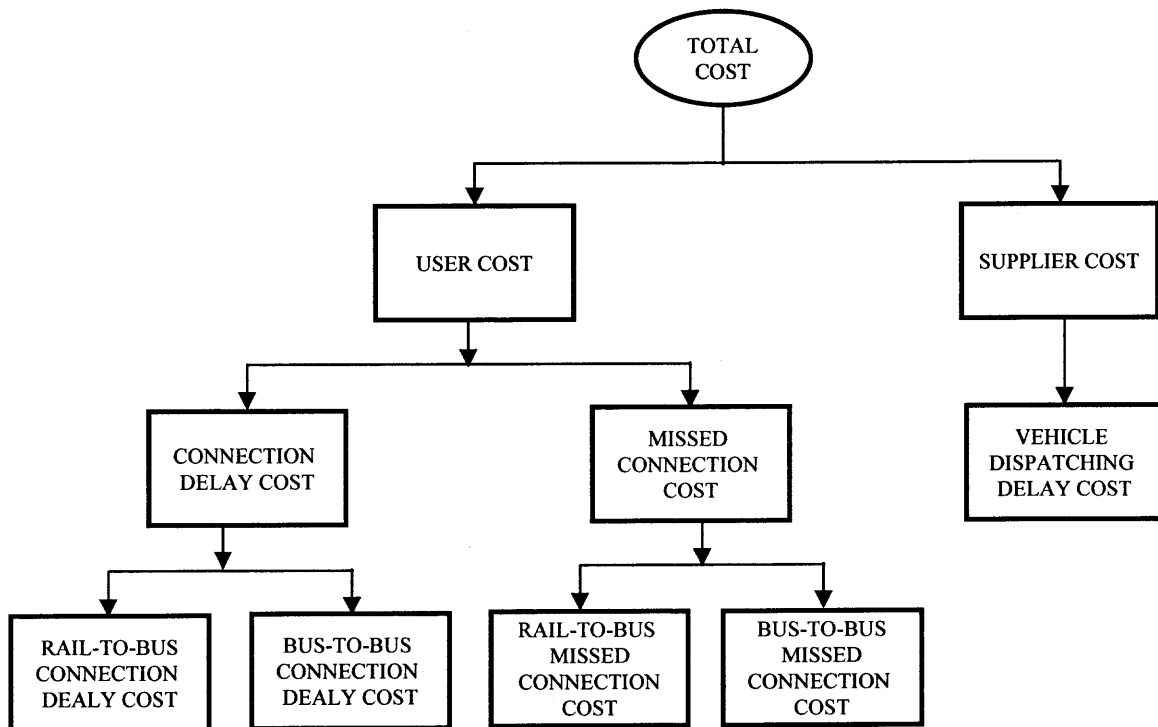 TOTAL
COST
USER COST
SUPPLIER COST
CONNECTION
DELAY COST
MISSED
CONNECTION
COST
VEHICLE
DISPATCHING
DELAY COST
RAIL-TO-BUS
CONNECTION
DEALY COST
BUS-TO-BUS
CONNECTION
DEALY COST
RAIL-TO-BUS
MISSED
CONNECTION
COST
BUS-TO-BUS
MISSED
CONNECTION
COST